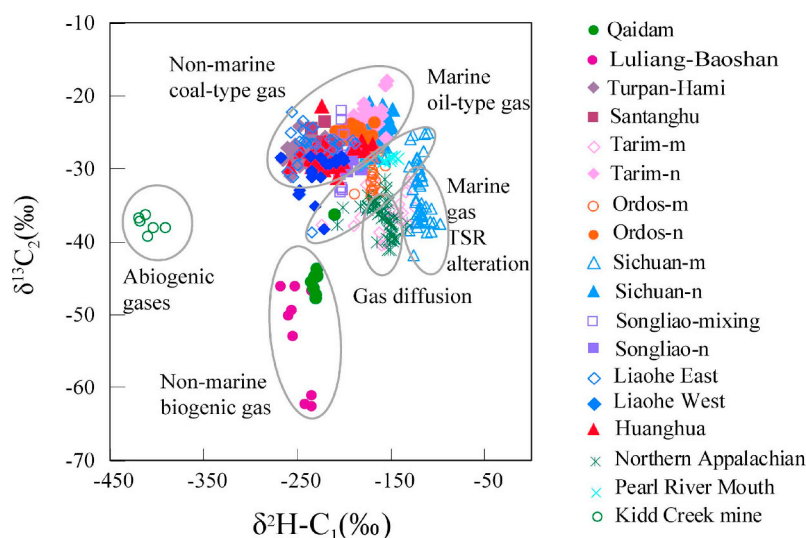 -10
-20
-30
-40
-50
-60
-70
δ¹³C₂(‰)
-450
-350
-250
-150
-50
δ²H-C₁(‰)
Non-marine
coal-type gas
Marine
oil-type gas
Marine
gas
TSR
alteration
Abiogenic
gases
Gas diffusion
Non-marine
biogenic gas
Qaidam
Luliang-Baoshan
Turpan-Hami
Santanghu
Tarim-m
Tarim-n
Ordos-m
Ordos-n
Sichuan-m
Sichuan-n
Songliao-mixing
Songliao-n
Liaohe East
Liaohe West
Huanghua
Northern Appalachian
Pearl River Mouth
Kidd Creek mine